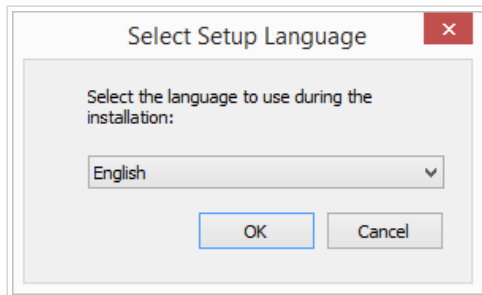 Select Setup Language
Select the language to use during the
installation:
English
OK
Cancel